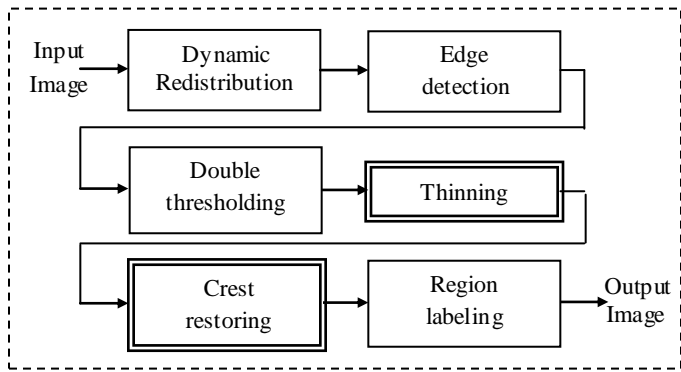 Input
Image
Dynamic
Redistribution
Edge
detection
Double
thresholding
Thinning
Crest
restoring
Region
labeling
Output
Image